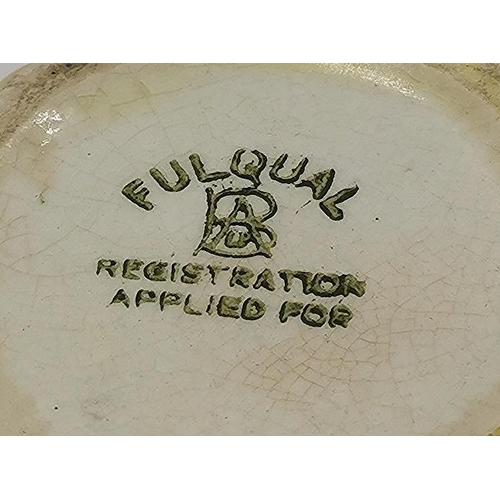 FULQUAL
REGISTRATION
APPLIED FOR